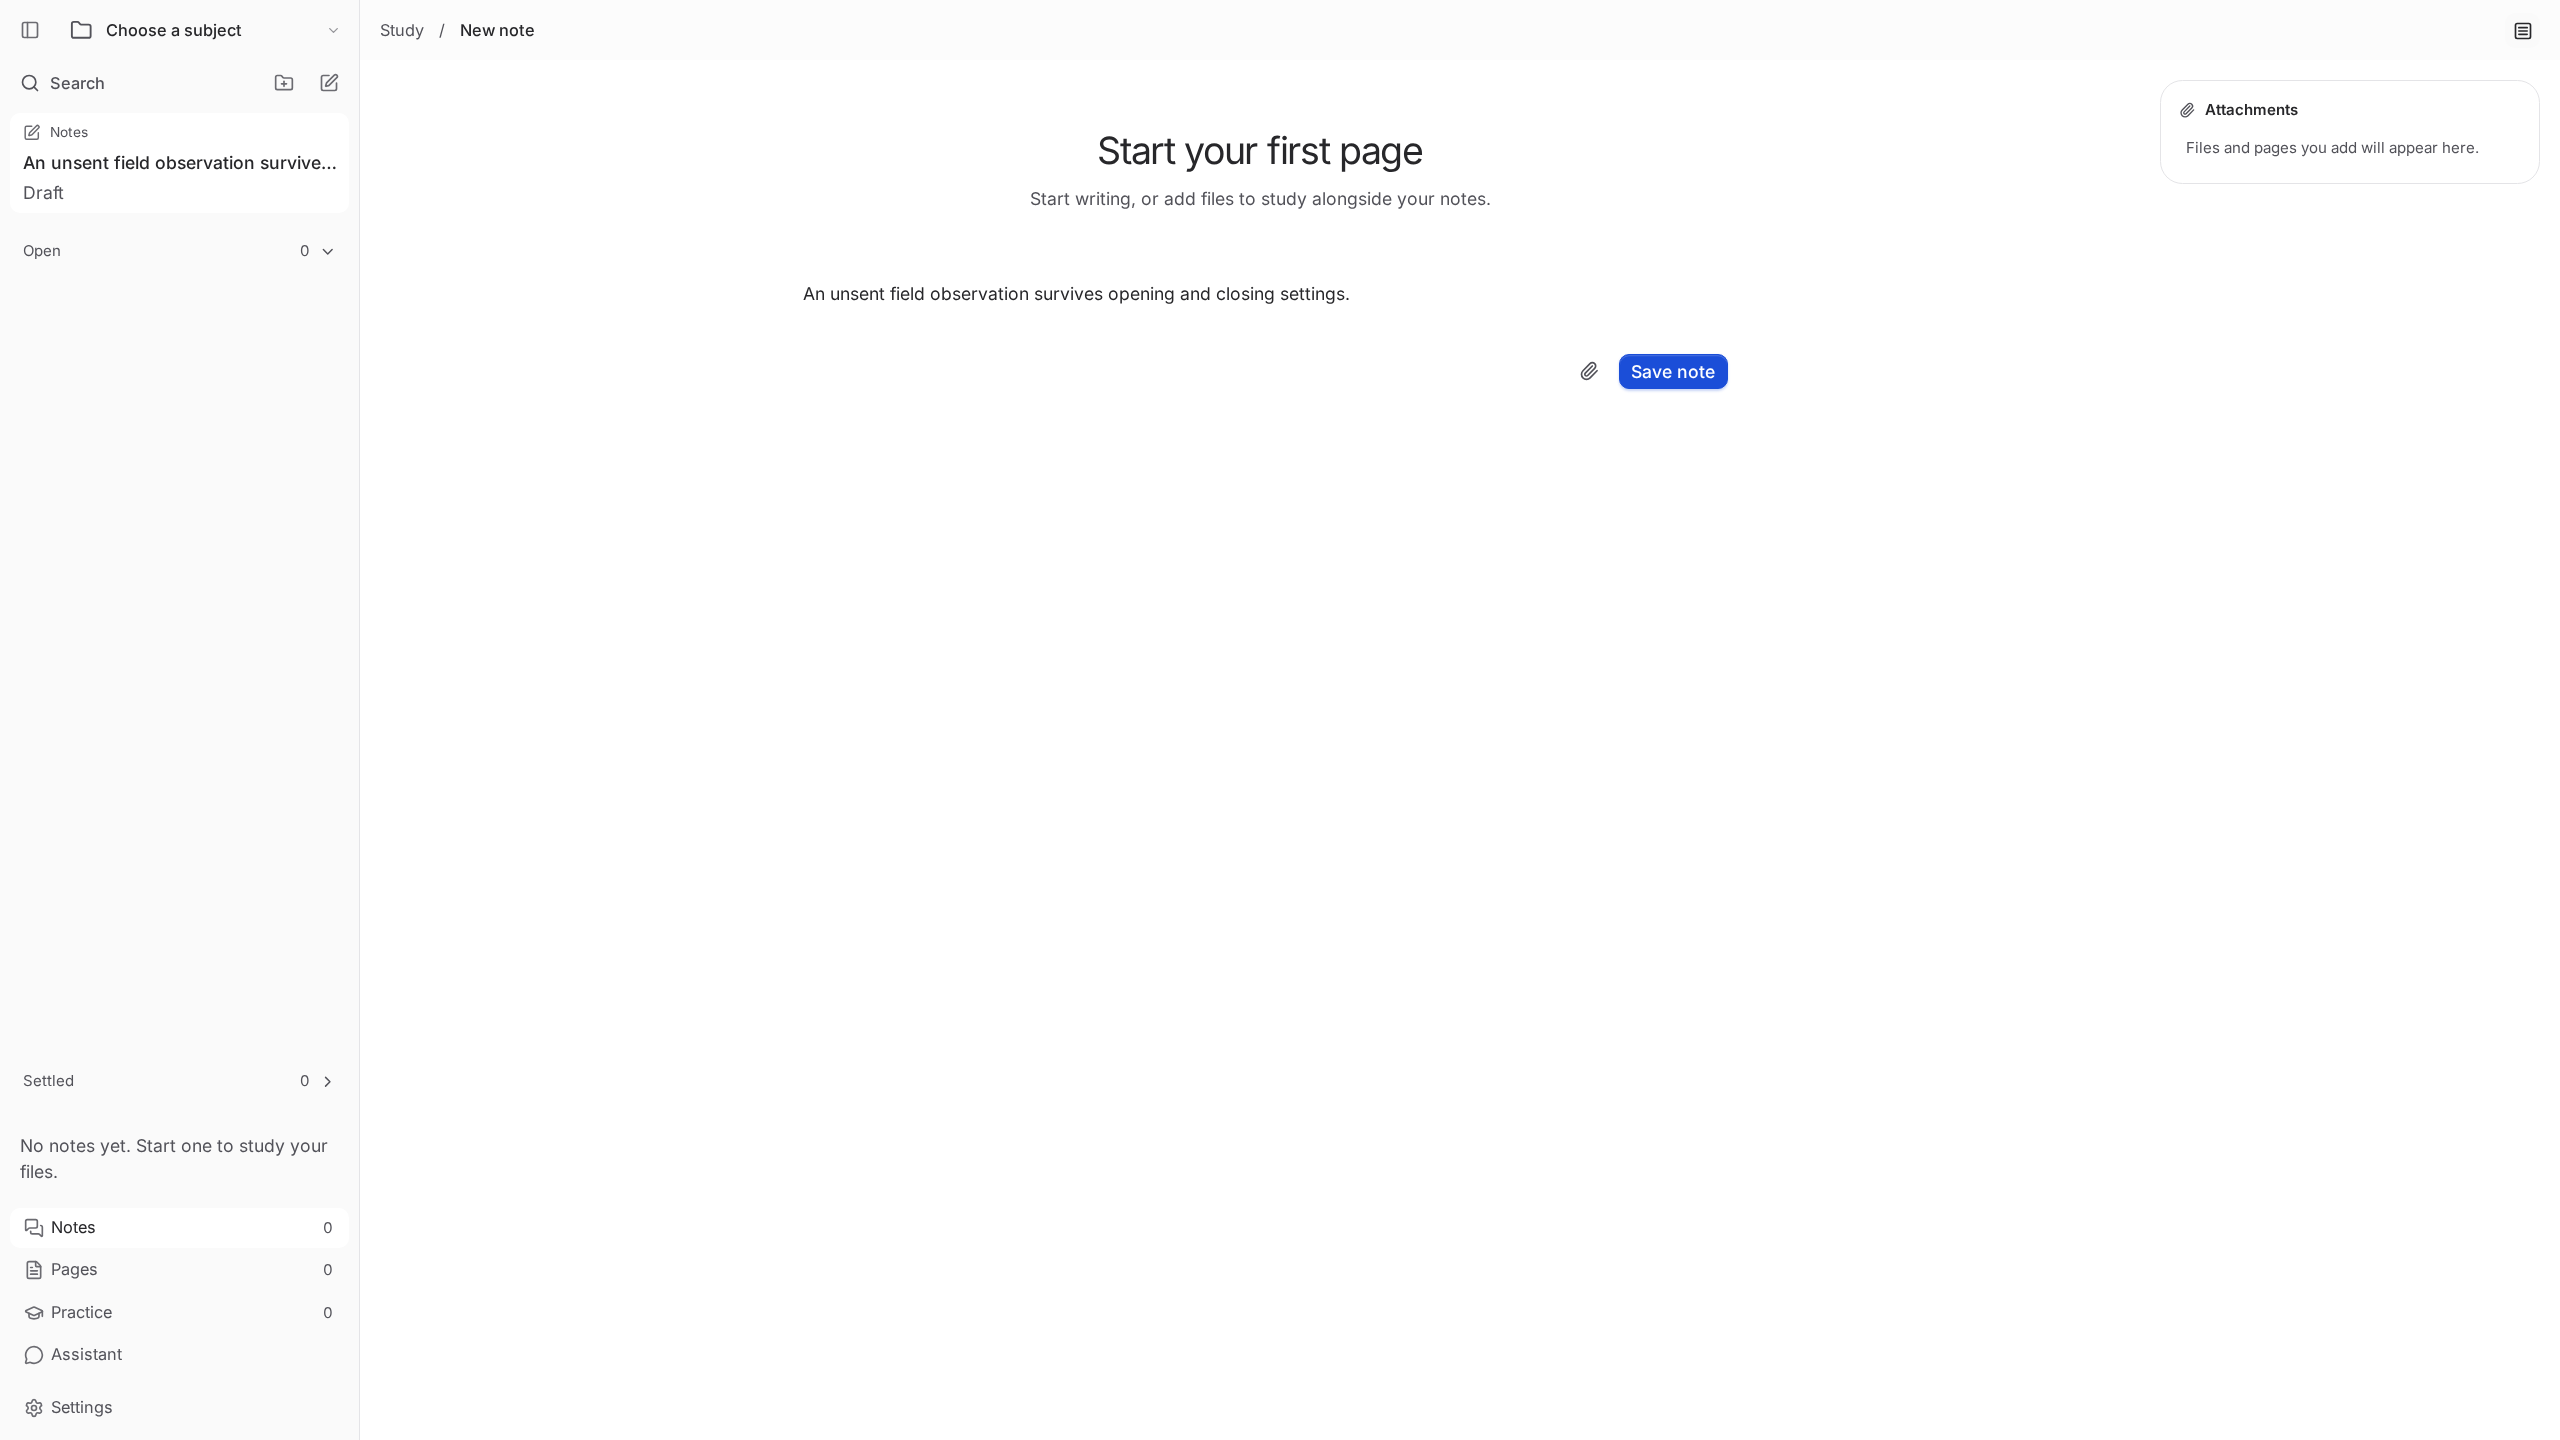 Choose a subject
Search
Notes
An unsent field observation survive...
Draft
Open 0
Settled 0
No notes yet. Start one to study your
files.
Notes 0
Pages 0
Practice 0
Assistant
Settings
Study / New note
Start your first page
Start writing, or add files to study alongside your notes.
An unsent field observation survives opening and closing settings.
Save note
Attachments
Files and pages you add will appear here.